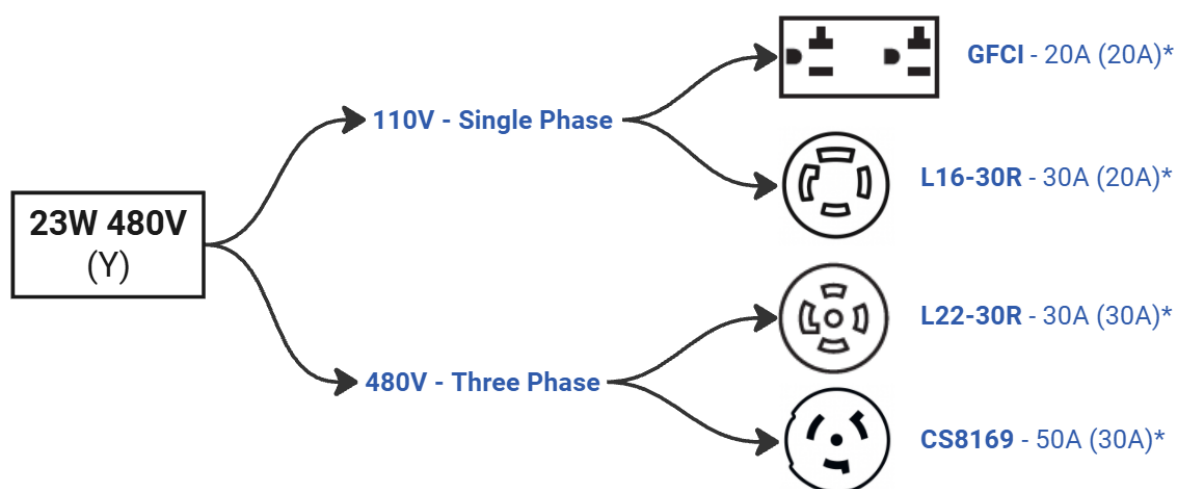 GFCI - 20A (20A)*
110V - Single Phase
L16-30R - 30A (20A)*
23W 480V
(Y)
L22-30R - 30A (30A)*
480V - Three Phase
CS8169 - 50A (30A)*